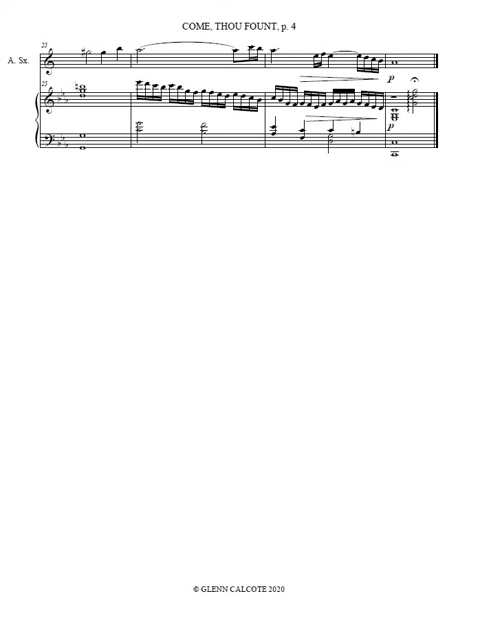 COME, THOU FOUNT, p. 4
25
A. Sx.
p
25
p
© GLENN CALCOTE 2020